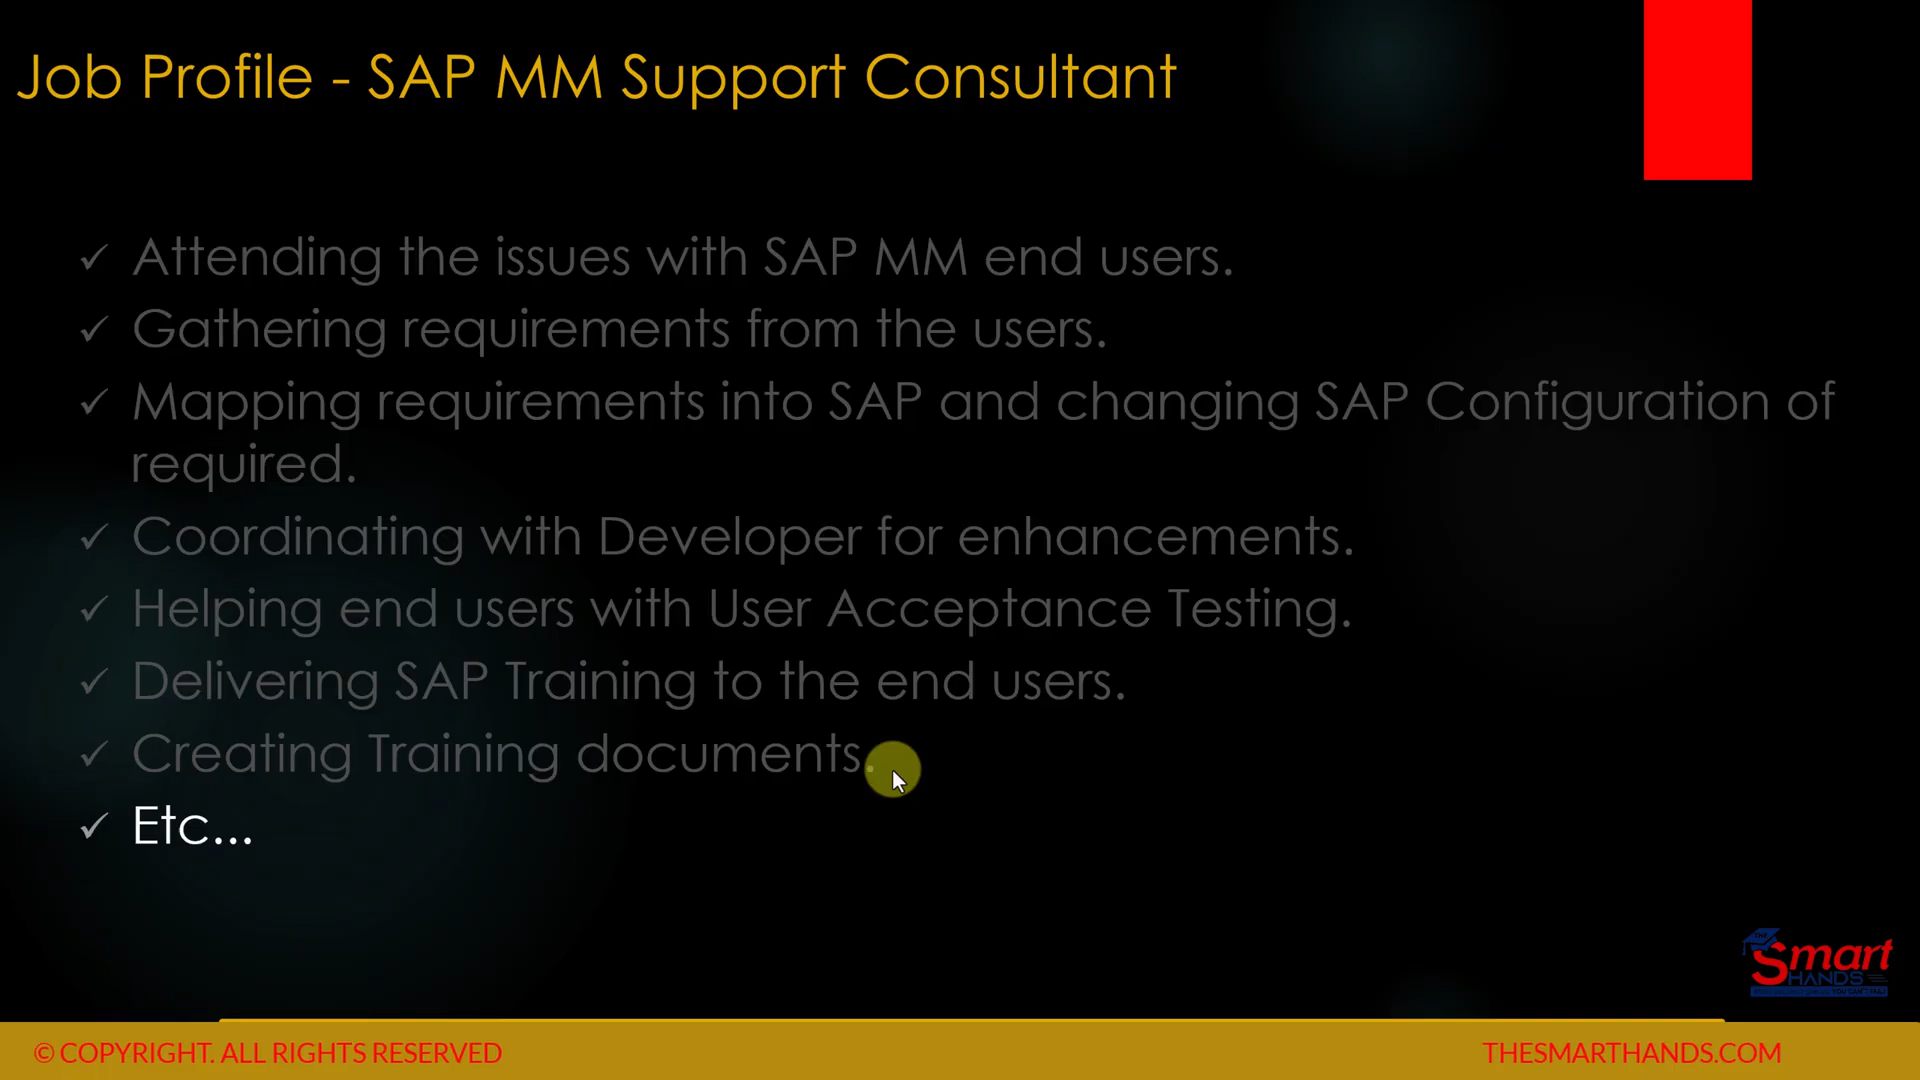 Job Profile - SAP MM Support Consultant
✓ Attending the issues with SAP MM end users.
✓ Gathering requirements from the users.
✓ Mapping requirements into SAP and changing SAP Configuration of
required.
✓ Coordinating with Developer for enhancements.
✓ Helping end users with User Acceptance Testing.
✓ Delivering SAP Training to the end users.
✓ Creating Training documents.
✓ Etc...
THE
Smart
HANDS
© COPYRIGHT. ALL RIGHTS RESERVED
THESMARTHANDS.COM